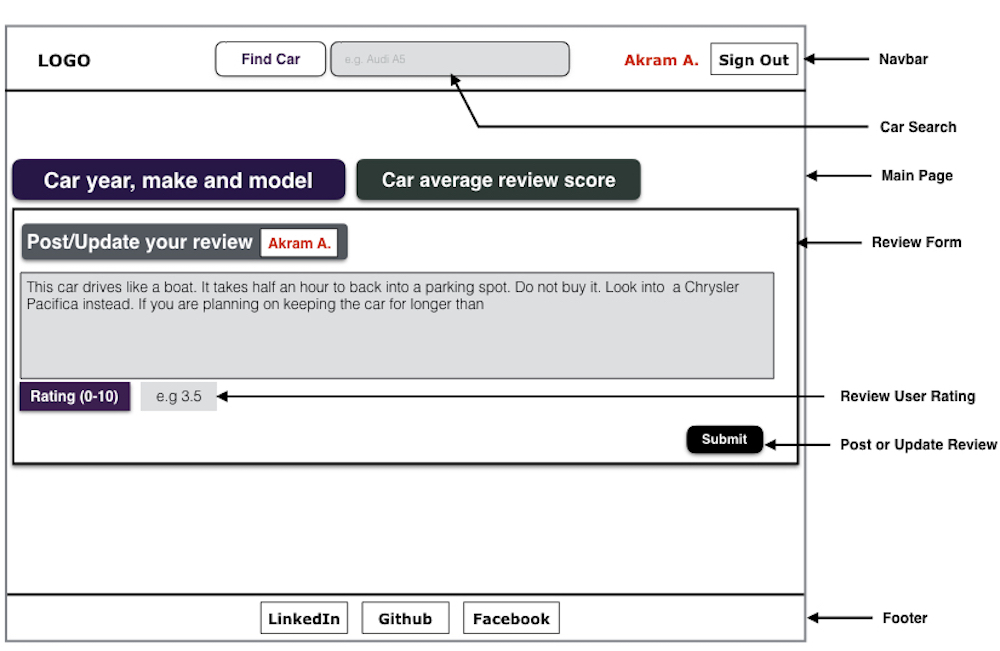 LOGO
Find Car
e.g. Audi A5
Akram A.
Sign Out
Navbar
Car Search
Car year, make and model
Car average review score
Main Page
Post/Update your review
Akram A.
Review Form
This car drives like a boat. It takes half an hour to back into a parking spot. Do not buy it. Look into  a Chrysler
Pacifica instead. If you are planning on keeping the car for longer than
Rating (0-10)
e.g 3.5
Review User Rating
Submit
Post or Update Review
LinkedIn
Github
Facebook
Footer